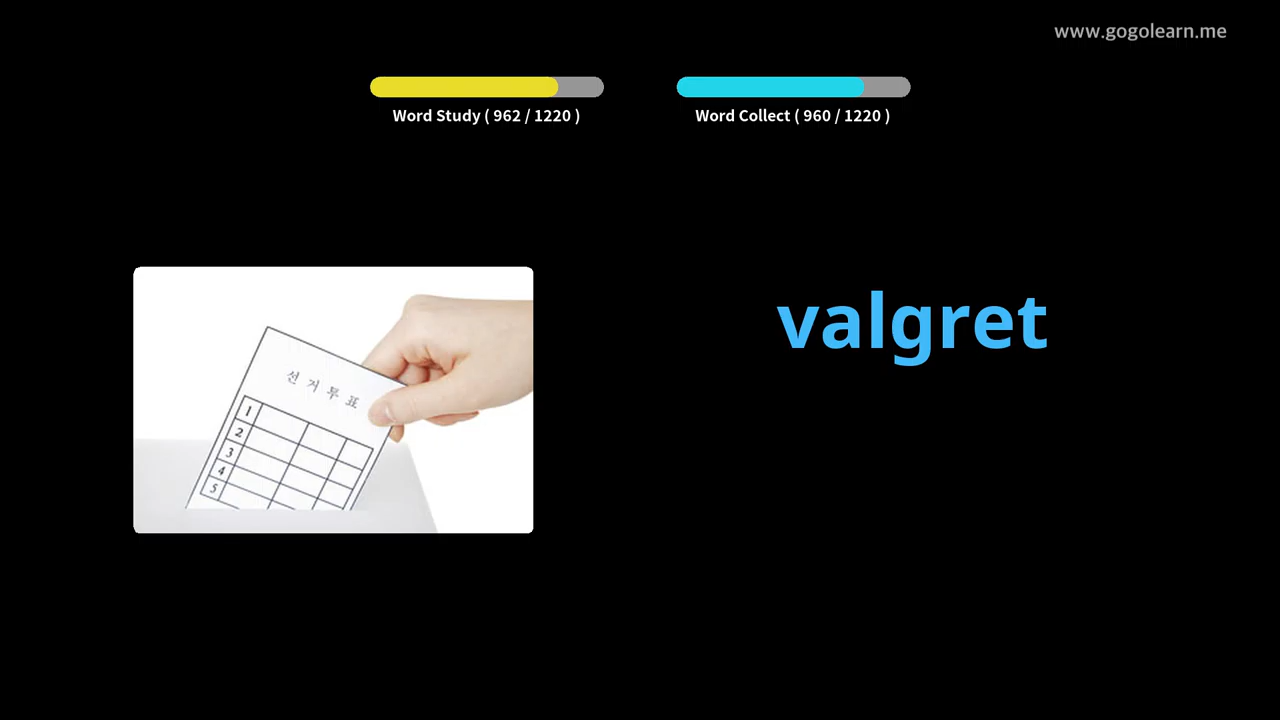 www.gogolearn.me
Word Study ( 962 / 1220 )
Word Collect ( 960 / 1220 )
valgret
선거투표
1
2
3
4
5